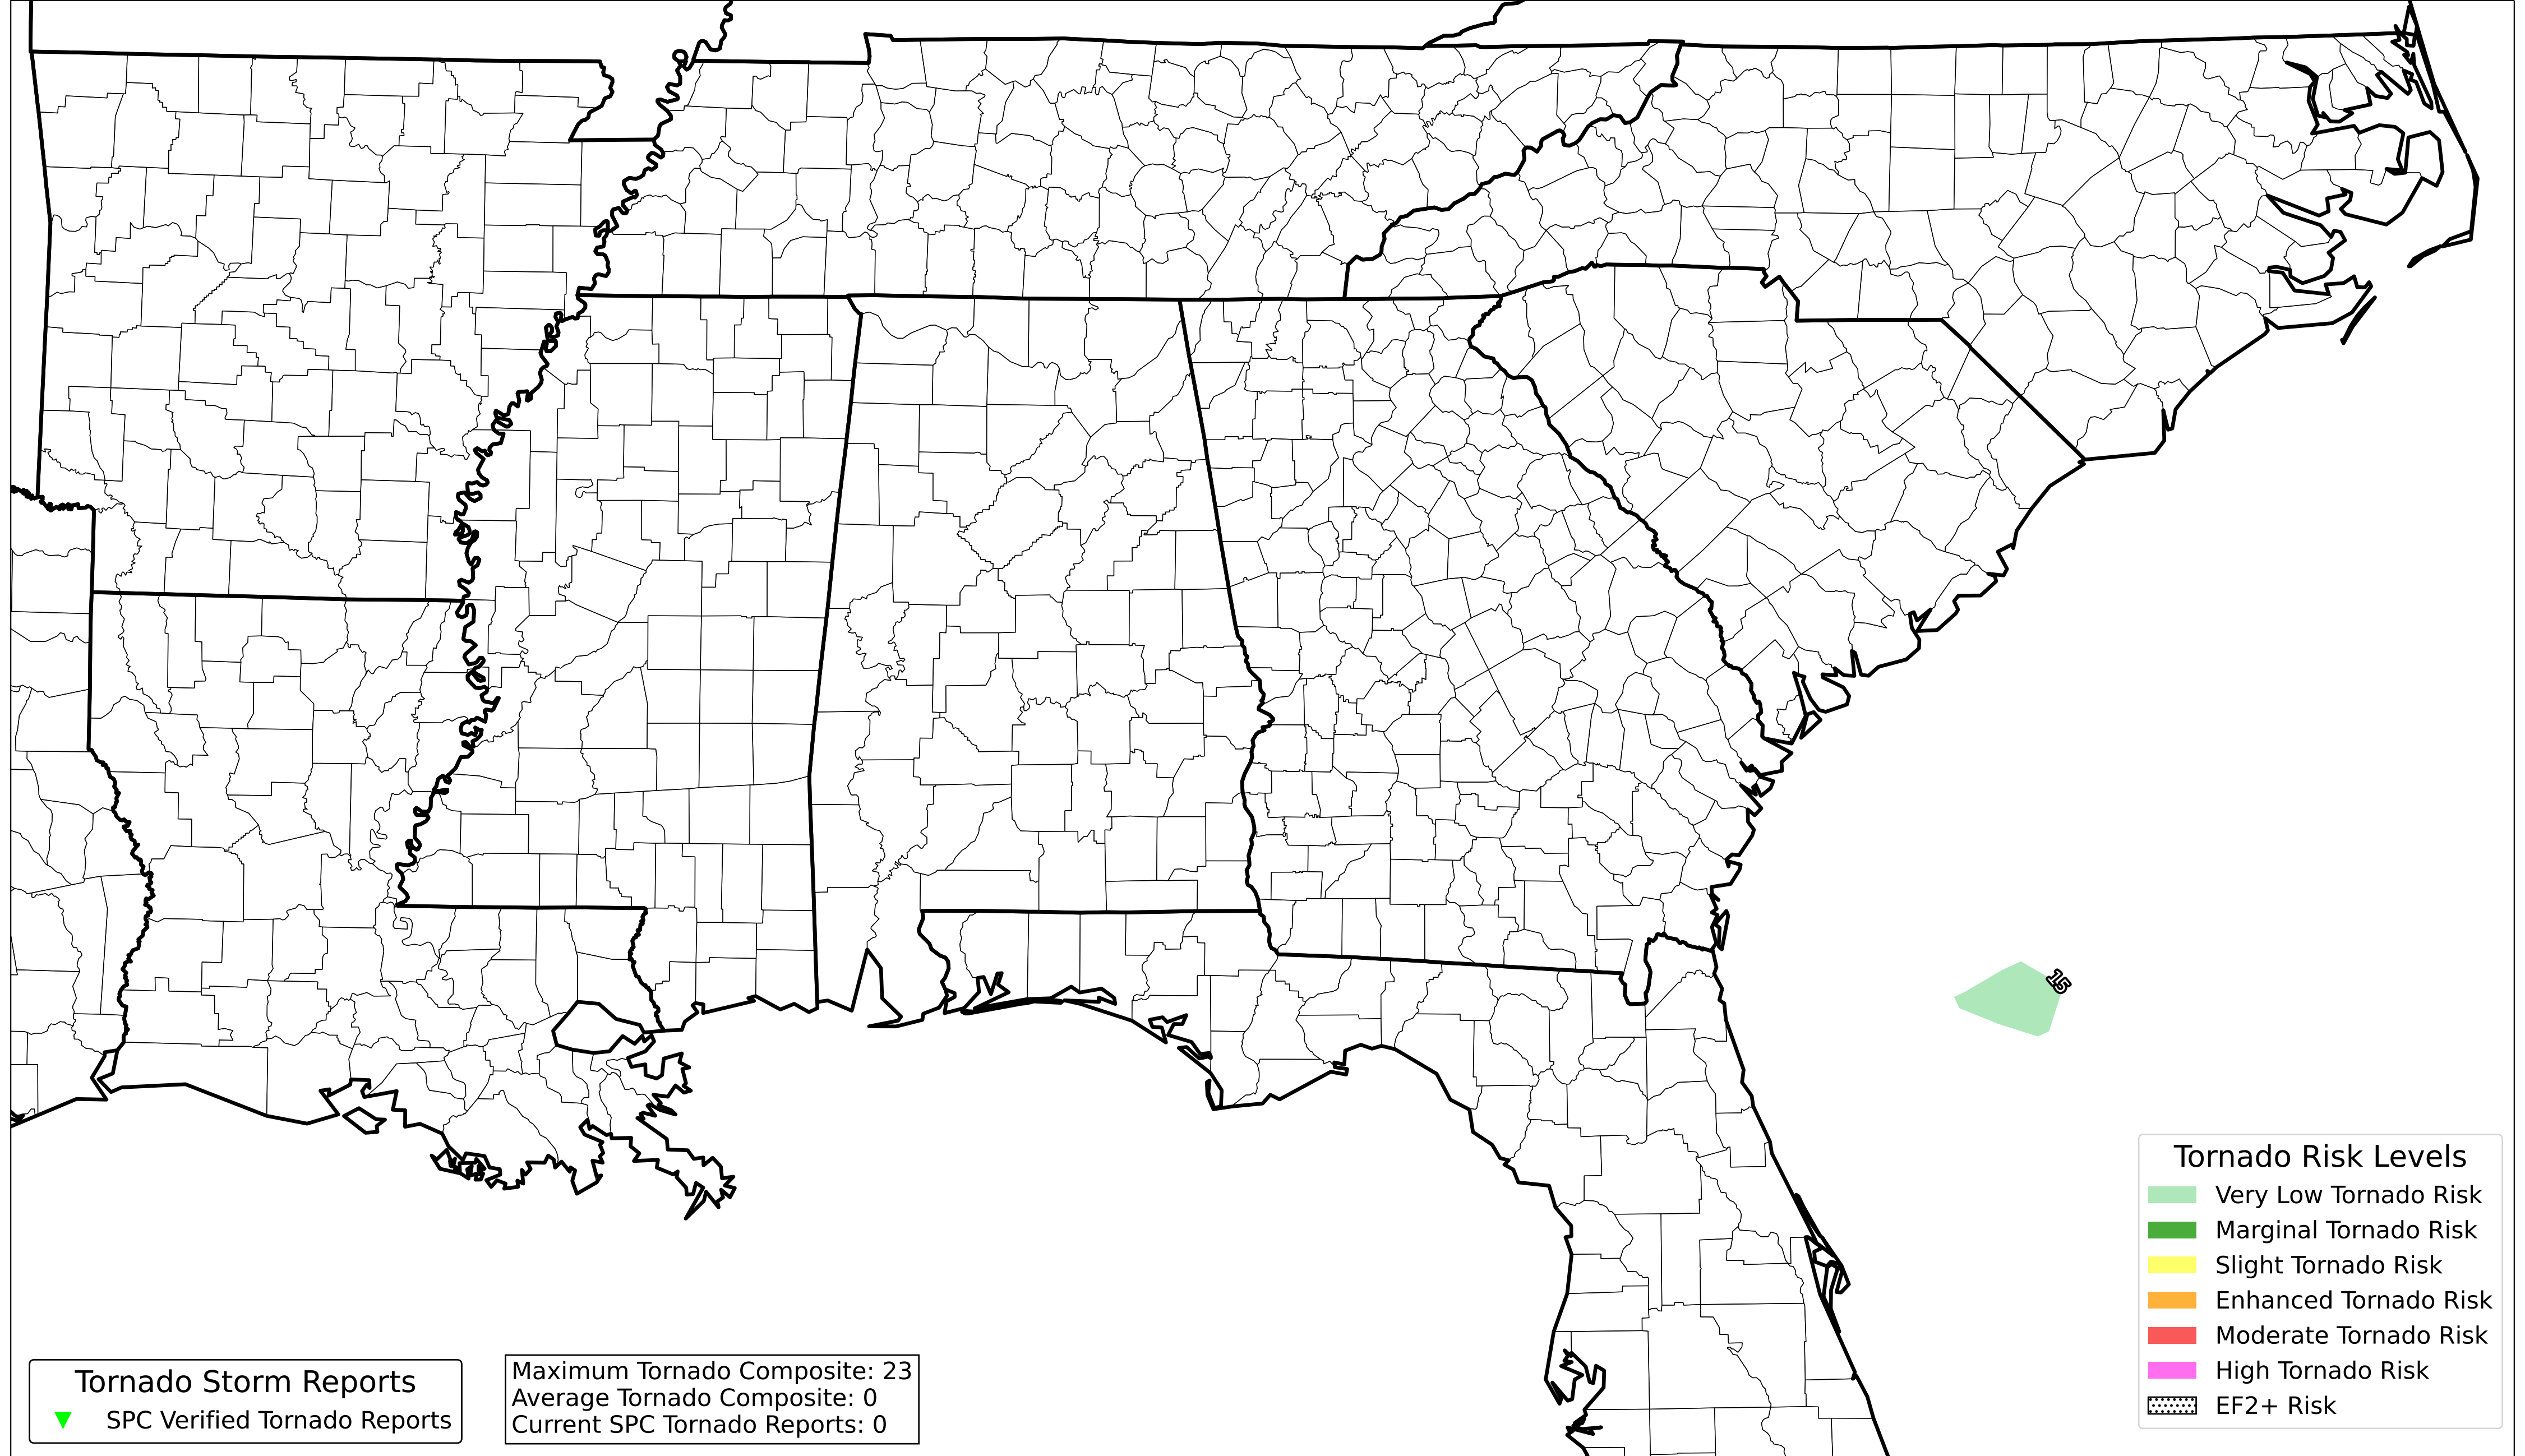 15
Tornado Risk Levels
Very Low Tornado Risk
Marginal Tornado Risk
Slight Tornado Risk
Enhanced Tornado Risk
Moderate Tornado Risk
High Tornado Risk
EF2+ Risk
Tornado Storm Reports
SPC Verified Tornado Reports
Maximum Tornado Composite: 23
Average Tornado Composite: 0
Current SPC Tornado Reports: 0